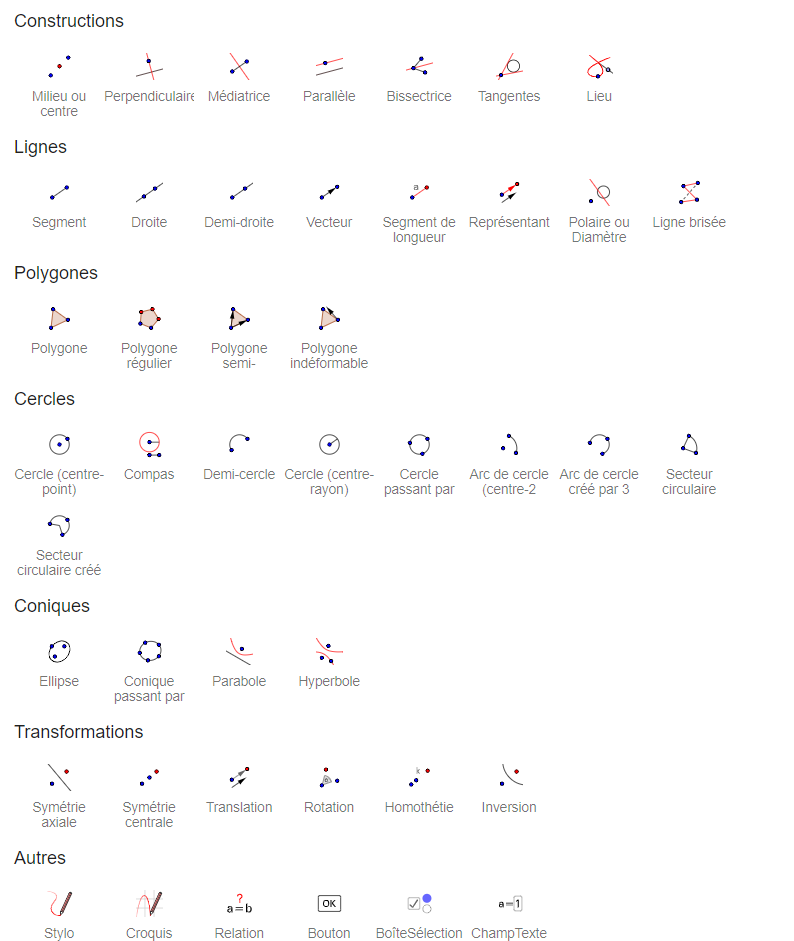 Constructions
Milieu ou
centre
Perpendiculaire
Médiatrice
Parallèle
Bissectrice
Tangentes
Lieu
Lignes
Segment
Droite
Demi-droite
Vecteur
a
Segment de
longueur
Représentant
Polaire ou
Diamètre
Ligne brisée
Polygones
Polygone
Polygone
régulier
Polygone
semi-
Polygone
indéformable
Cercles
Cercle (centre-
point)
Compas
Demi-cercle
Cercle (centre-
rayon)
Cercle
passant par
Arc de cercle
(centre-2
Arc de cercle
créé par 3
Secteur
circulaire
Secteur
circulaire créé
Coniques
Ellipse
Conique
passant par
Parabole
Hyperbole
Transformations
Symétrie
axiale
Symétrie
centrale
Translation
Rotation
k
Homothétie
Inversion
Autres
Stylo
Croquis
?
a=b
Relation
OK
Bouton
BoîteSélection
a=1
ChampTexte